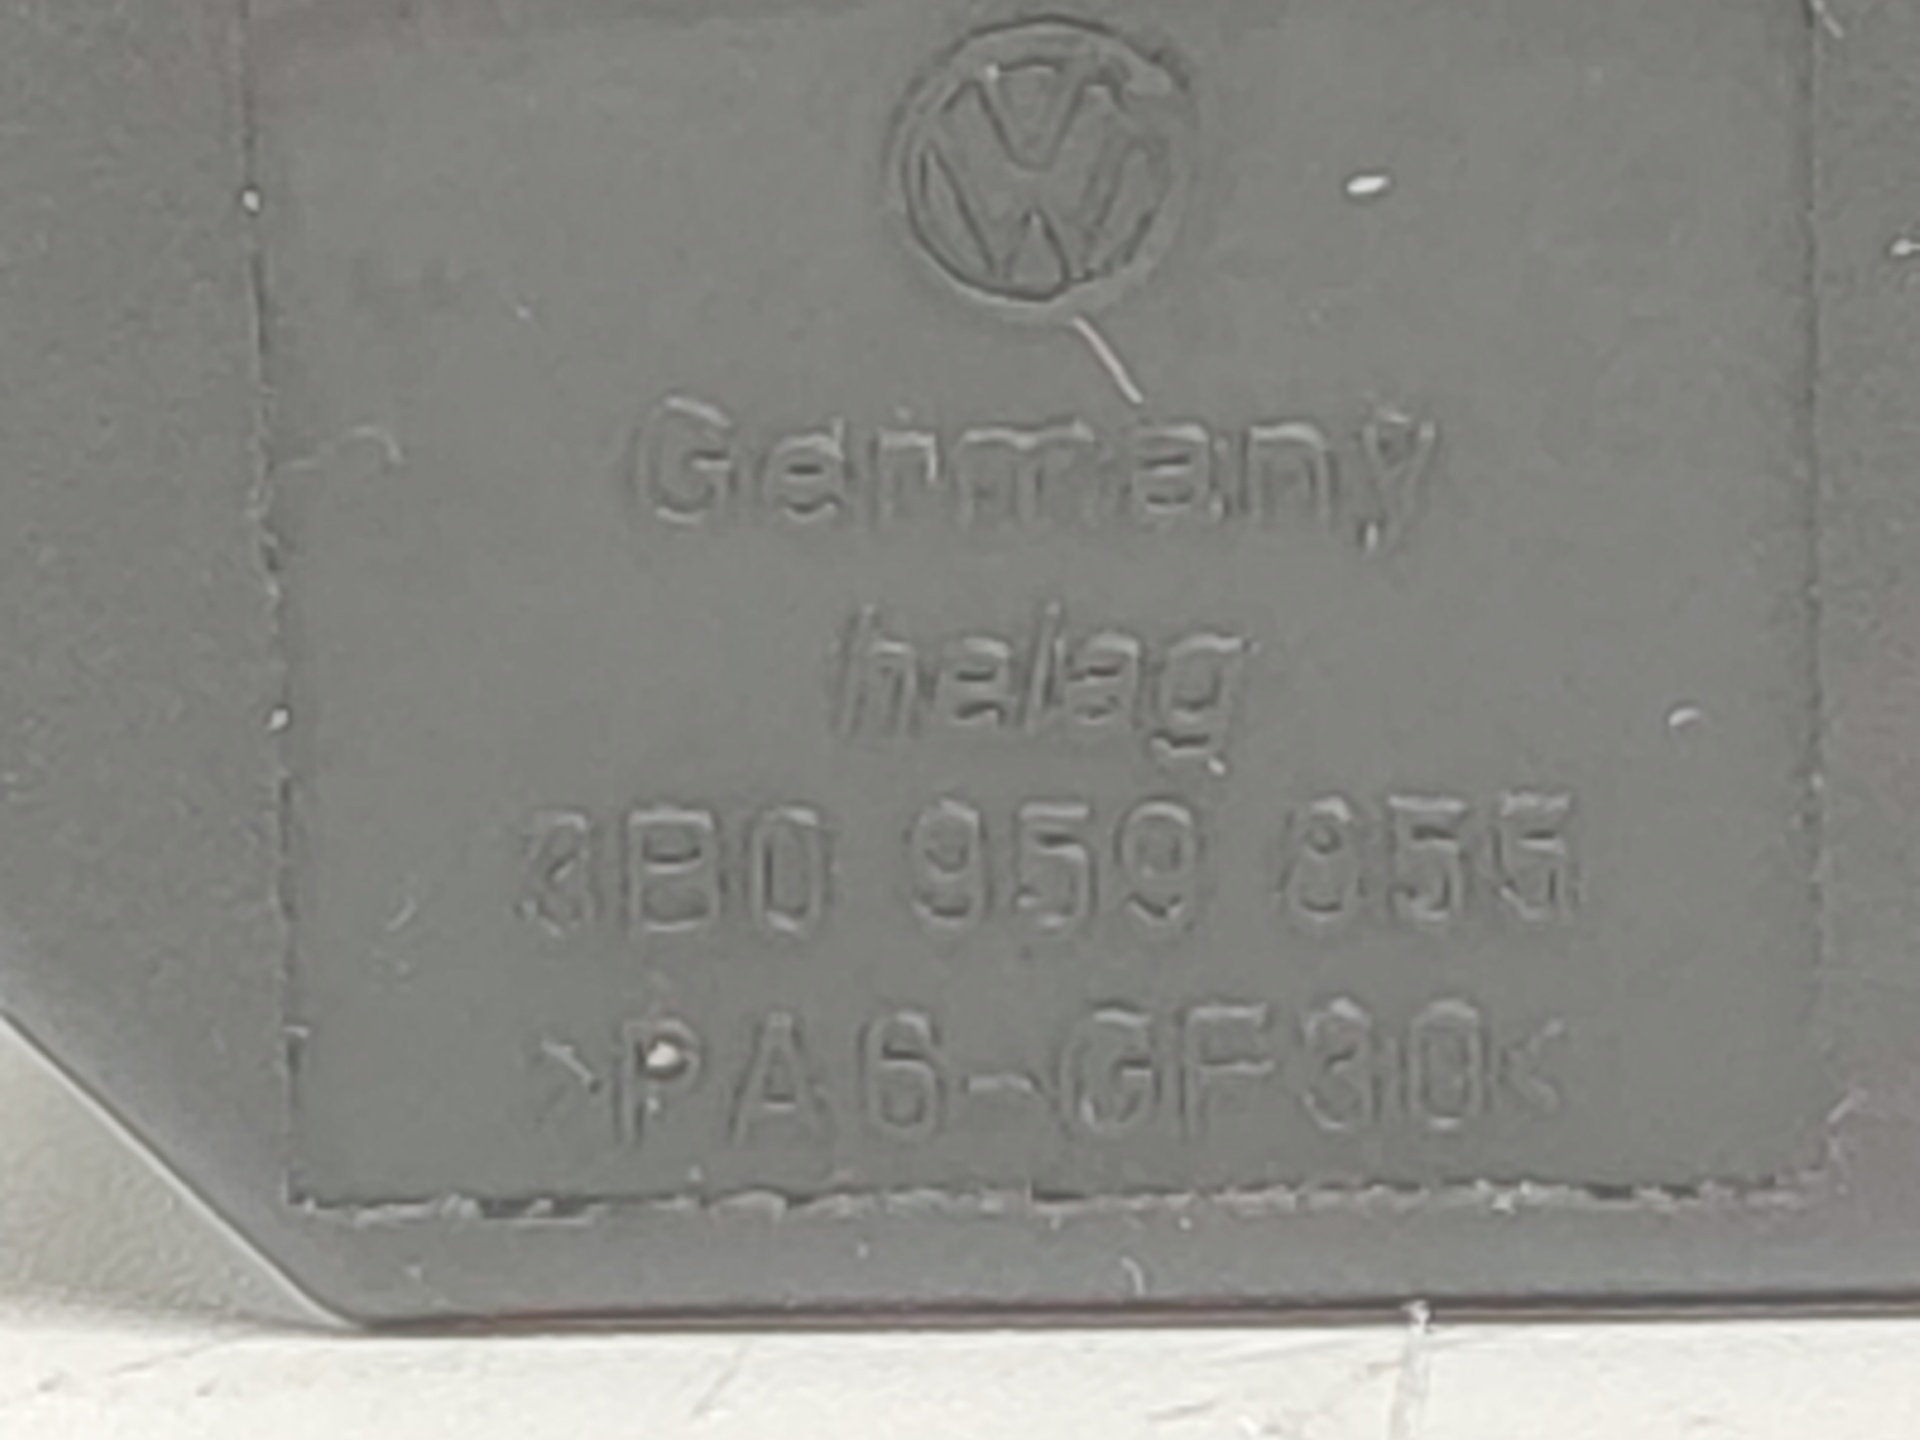 Germany
helag
3B0 959 855
>PA6-GF30<